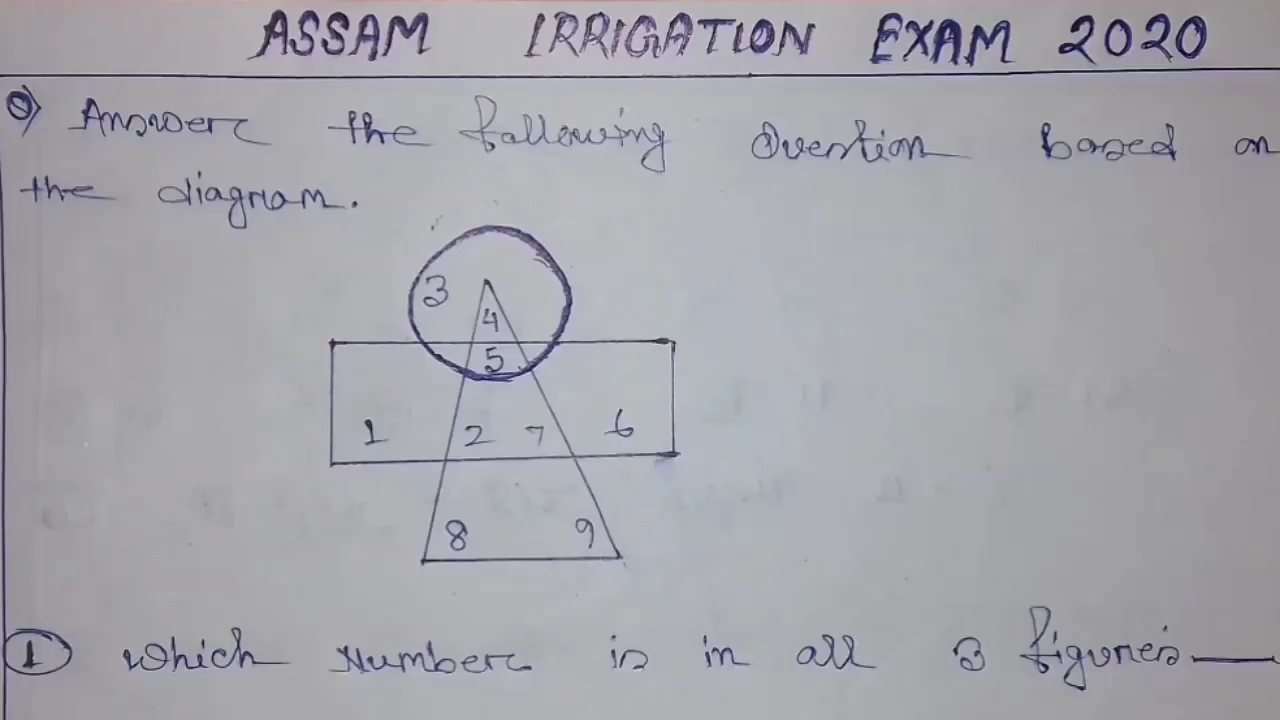 ASSAM IRRIGATION EXAM 2020
Q) Answer the following Question based on
the diagram.
3
4
5
1 2 7 6
8 9
① which Number is in all 3 figures—